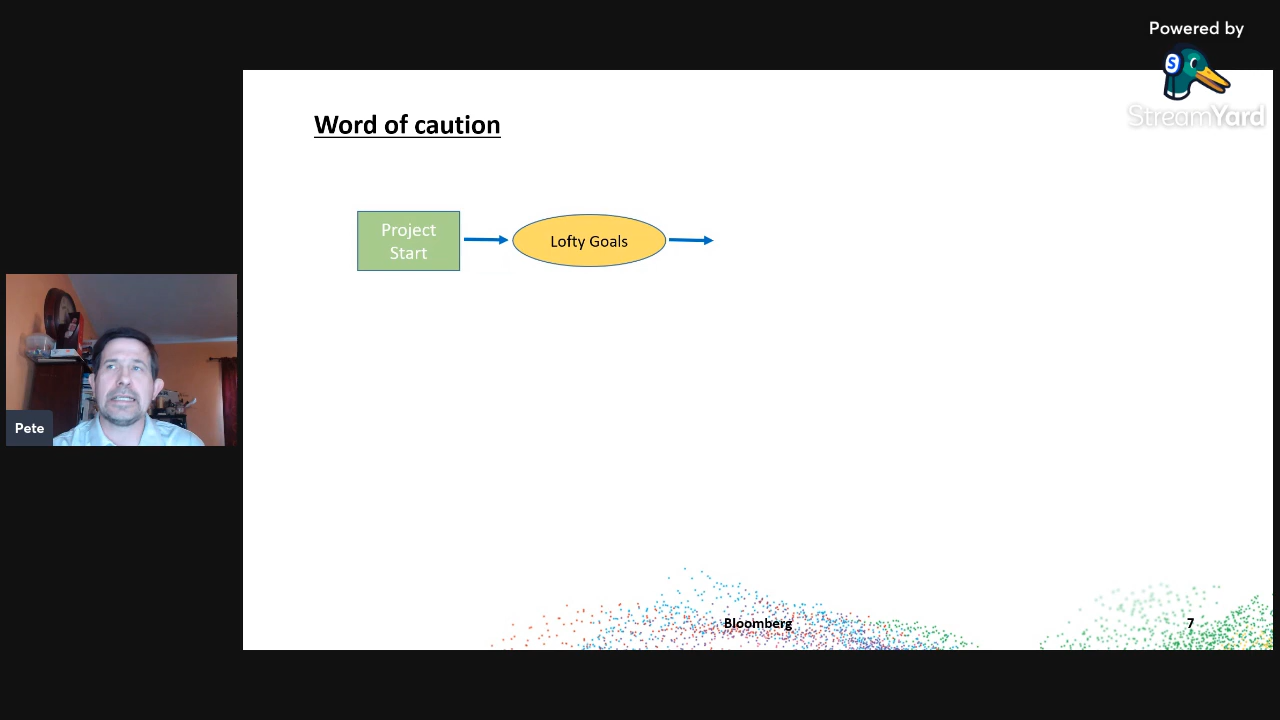 Powered by
StreamYard
Word of caution
Project
Start
Lofty Goals
Pete
Bloomberg
7